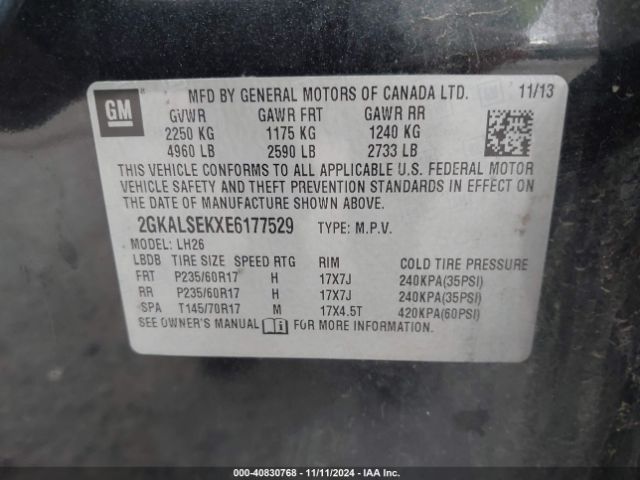 GM
MFD BY GENERAL MOTORS OF CANADA LTD. 11/13
GVWR GAWR FRT GAWR RR
2250 KG 1175 KG 1240 KG
4960 LB 2590 LB 2733 LB
THIS VEHICLE CONFORMS TO ALL APPLICABLE U.S. FEDERAL MOTOR
VEHICLE SAFETY AND THEFT PREVENTION STANDARDS IN EFFECT ON
THE DATE OF MANUFACTURE SHOWN ABOVE.
2GKALSEKXE6177529 TYPE: M.P.V.
MODEL: LH26
LBDB TIRE SIZE SPEED RTG RIM COLD TIRE PRESSURE
FRT P235/60R17 H 17X7J 240KPA(35PSI)
RR P235/60R17 H 17X7J 240KPA(35PSI)
SPA T145/70R17 M 17X4.5T 420KPA(60PSI)
SEE OWNER'S MANUAL FOR MORE INFORMATION.
000-40830768 - 11/11/2024 - IAA Inc.